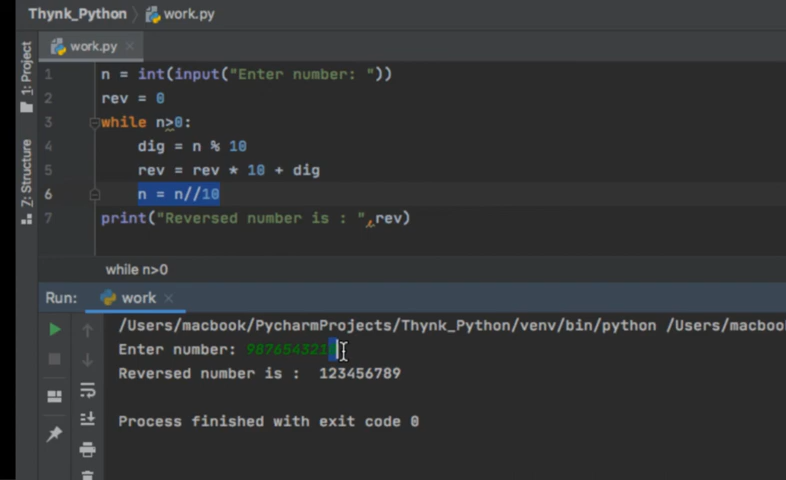 Thynk_Python work.py
work.py
1: Project
Z: Structure
1 n = int(input("Enter number: "))
2 rev = 0
3 while n>0:
4 dig = n % 10
5 rev = rev * 10 + dig
6 n = n//10
7 print("Reversed number is : ",rev)
while n>0
Run: work
/Users/macbook/PycharmProjects/Thynk_Python/venv/bin/python /Users/macboo
Enter number: 987654321
Reversed number is : 123456789
Process finished with exit code 0